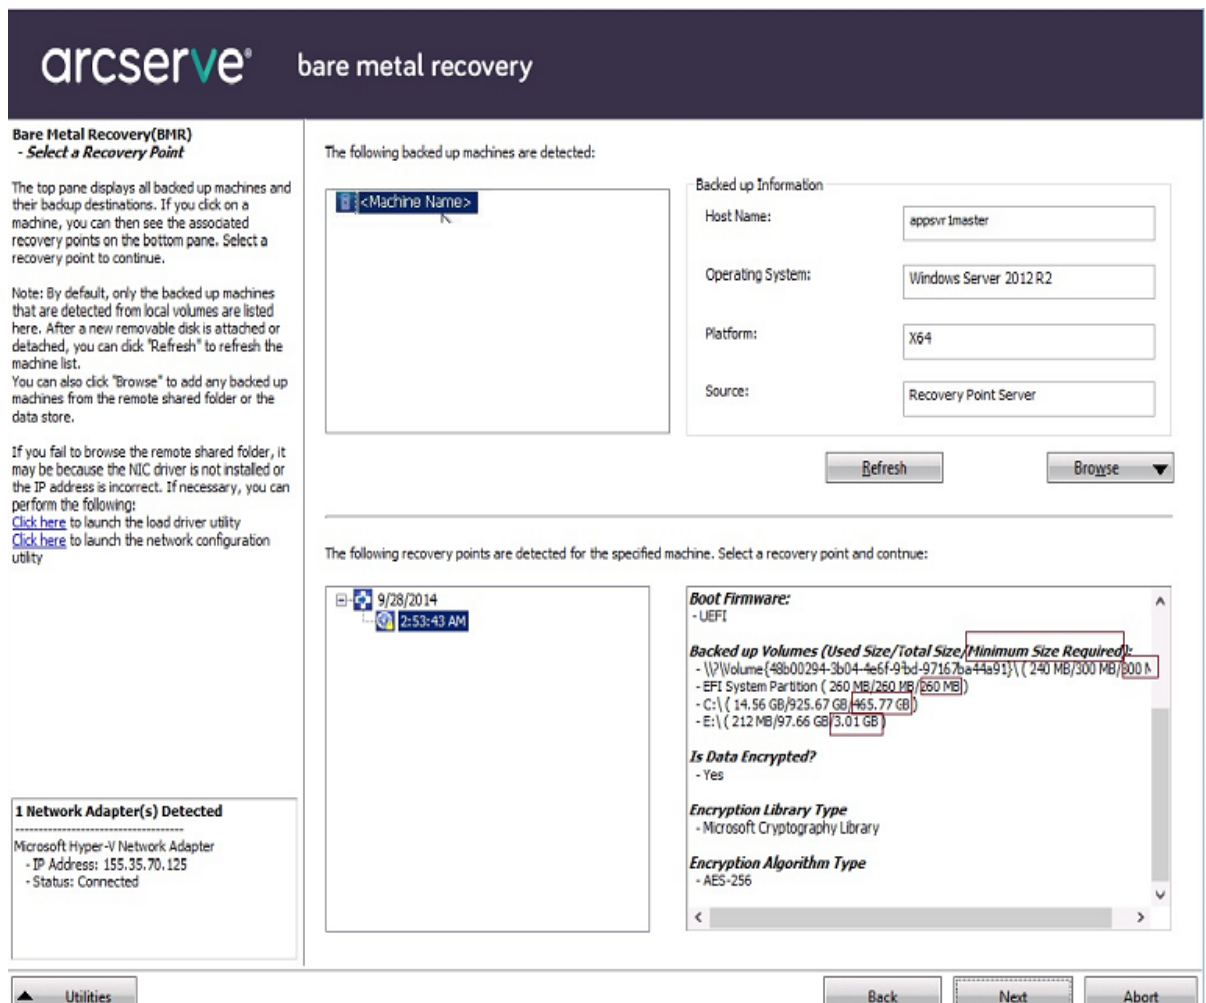 arcserve®
bare metal recovery
Bare Metal Recovery(BMR)
- Select a Recovery Point
The top pane displays all backed up machines and
their backup destinations. If you click on a
machine, you can then see the associated
recovery points on the bottom pane. Select a
recovery point to continue.
Note: By default, only the backed up machines
that are detected from local volumes are listed
here. After a new removable disk is attached or
detached, you can click "Refresh" to refresh the
machine list.
You can also click "Browse" to add any backed up
machines from the remote shared folder or the
data store.
If you fail to browse the remote shared folder, it
may be because the NIC driver is not installed or
the IP address is incorrect. If necessary, you can
perform the following:
Click here to launch the load driver utility
Click here to launch the network configuration
utility
1 Network Adapter(s) Detected
------------------------------------
Microsoft Hyper-V Network Adapter
- IP Address: 155.35.70.125
- Status: Connected
The following backed up machines are detected:
<Machine Name>
Backed up Information
Host Name:
appsvr1master
Operating System:
Windows Server 2012 R2
Platform:
X64
Source:
Recovery Point Server
Refresh
Browse
The following recovery points are detected for the specified machine. Select a recovery point and contnue:
9/28/2014
2:53:43 AM
Boot Firmware:
- UEFI
Backed up Volumes (Used Size/Total Size/Minimum Size Required):
- \\?\Volume{48b00294-3b04-4e6f-9bd-97167ba44a91}\ ( 240 MB/300 MB/300 M
- EFI System Partition ( 260 MB/260 MB/260 MB )
- C:\ ( 14.56 GB/925.67 GB/465.77 GB )
- E:\ ( 212 MB/97.66 GB/3.01 GB )
Is Data Encrypted?
- Yes
Encryption Library Type
- Microsoft Cryptography Library
Encryption Algorithm Type
- AES-256
Utilities
Back
Next
Abort